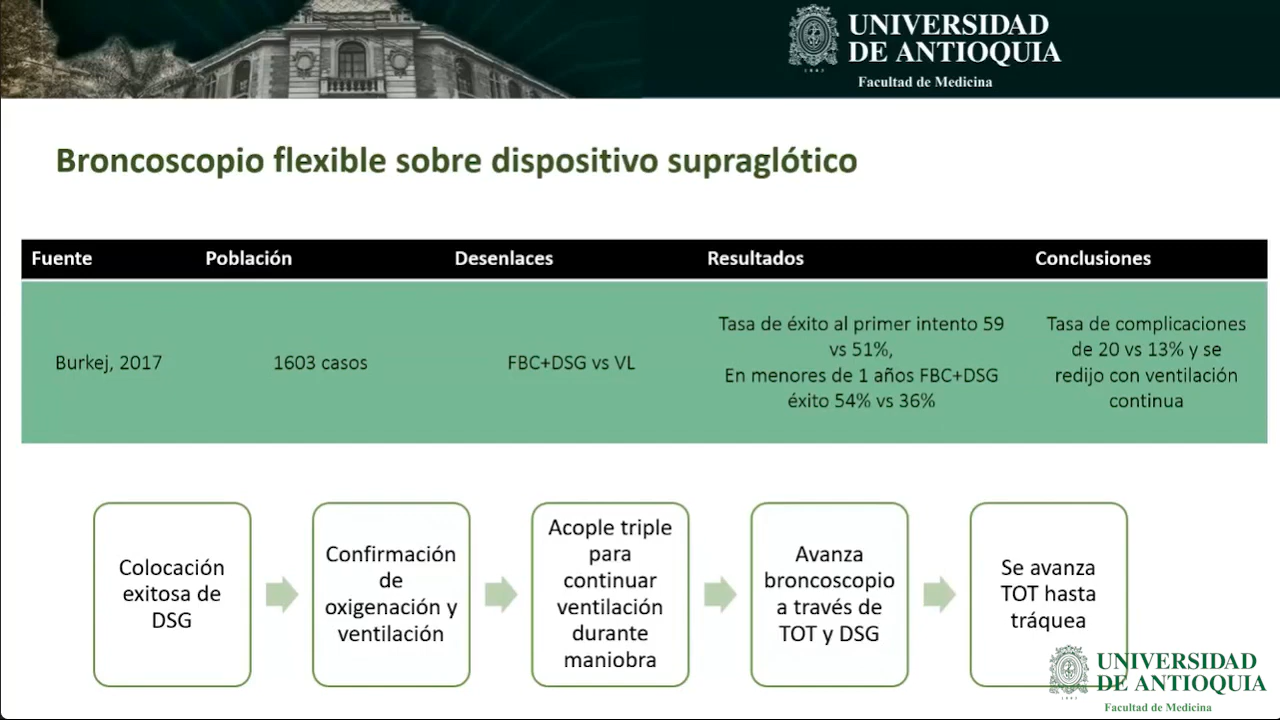 UNIVERSIDAD
DE ANTIOQUIA
1803
Facultad de Medicina
Broncoscopio flexible sobre dispositivo supraglótico
Fuente
Población
Desenlaces
Resultados
Conclusiones
Burkej, 2017
1603 casos
FBC+DSG vs VL
Tasa de éxito al primer intento 59
vs 51%,
En menores de 1 años FBC+DSG
éxito 54% vs 36%
Tasa de complicaciones
de 20 vs 13% y se
redijo con ventilación
continua
Colocación
exitosa de
DSG
Confirmación
de
oxigenación y
ventilación
Acople triple
para
continuar
ventilación
durante
maniobra
Avanza
broncoscopio
a través de
TOT y DSG
Se avanza
TOT hasta
tráquea
UNIVERSIDAD
DE ANTIOQUIA
Facultad de Medicina